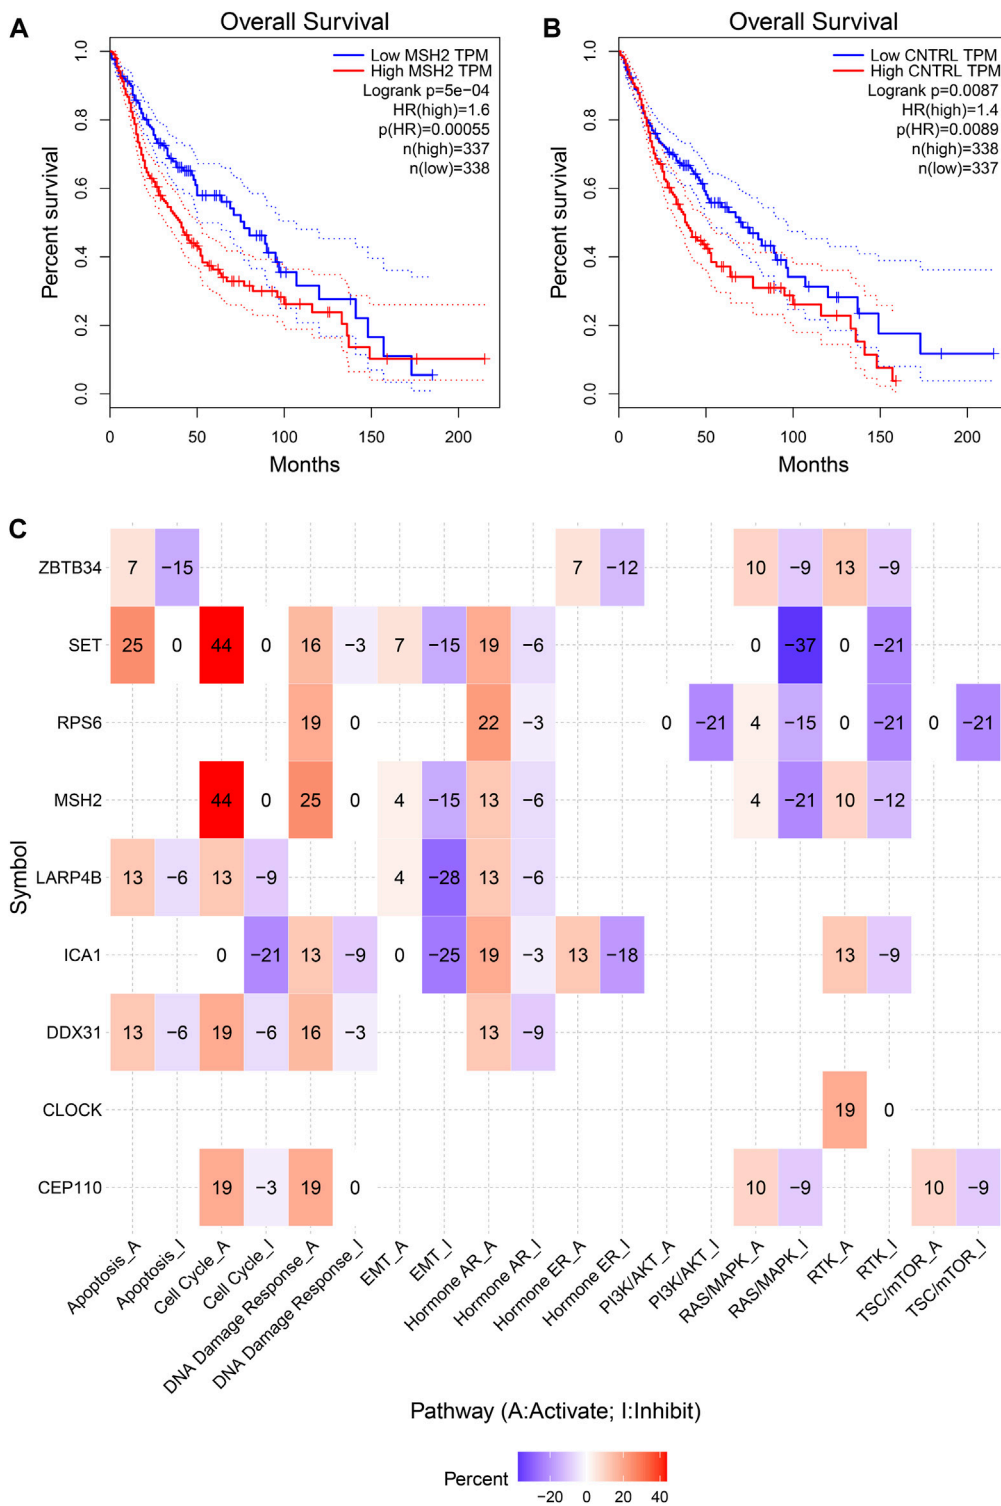 A
Overall Survival
Low MSH2 TPM
High MSH2 TPM
Logrank p=5e−04
HR(high)=1.6
p(HR)=0.00055
n(high)=337
n(low)=338
Percent survival
1.0
0.8
0.6
0.4
0.2
0.0
0 50 100 150 200
Months
B
Overall Survival
Low CNTRL TPM
High CNTRL TPM
Logrank p=0.0087
HR(high)=1.4
p(HR)=0.0089
n(high)=338
n(low)=337
Percent survival
1.0
0.8
0.6
0.4
0.2
0.0
0 50 100 150 200
Months
C
Symbol
ZBTB34 7 −15 7 −12 10 −9 13 −9
SET 25 0 44 0 16 −3 7 −15 19 −6 0 −37 0 −21
RPS6 19 0 22 −3 0 −21 4 −15 0 −21 0 −21
MSH2 44 0 25 0 4 −15 13 −6 4 −21 10 −12
LARP4B 13 −6 13 −9 4 −28 13 −6
ICA1 0 −21 13 −9 0 −25 19 −3 13 −18 13 −9
DDX31 13 −6 19 −6 16 −3 13 −9
CLOCK 19 0
CEP110 19 −3 19 0 10 −9 10 −9
Apoptosis_A
Apoptosis_I
Cell Cycle_A
Cell Cycle_I
DNA Damage Response_A
DNA Damage Response_I
EMT_A
EMT_I
Hormone AR_A
Hormone AR_I
Hormone ER_A
Hormone ER_I
PI3K/AKT_A
PI3K/AKT_I
RAS/MAPK_A
RAS/MAPK_I
RTK_A
RTK_I
TSC/mTOR_A
TSC/mTOR_I
Pathway (A:Activate; I:Inhibit)
Percent
−20 0 20 40